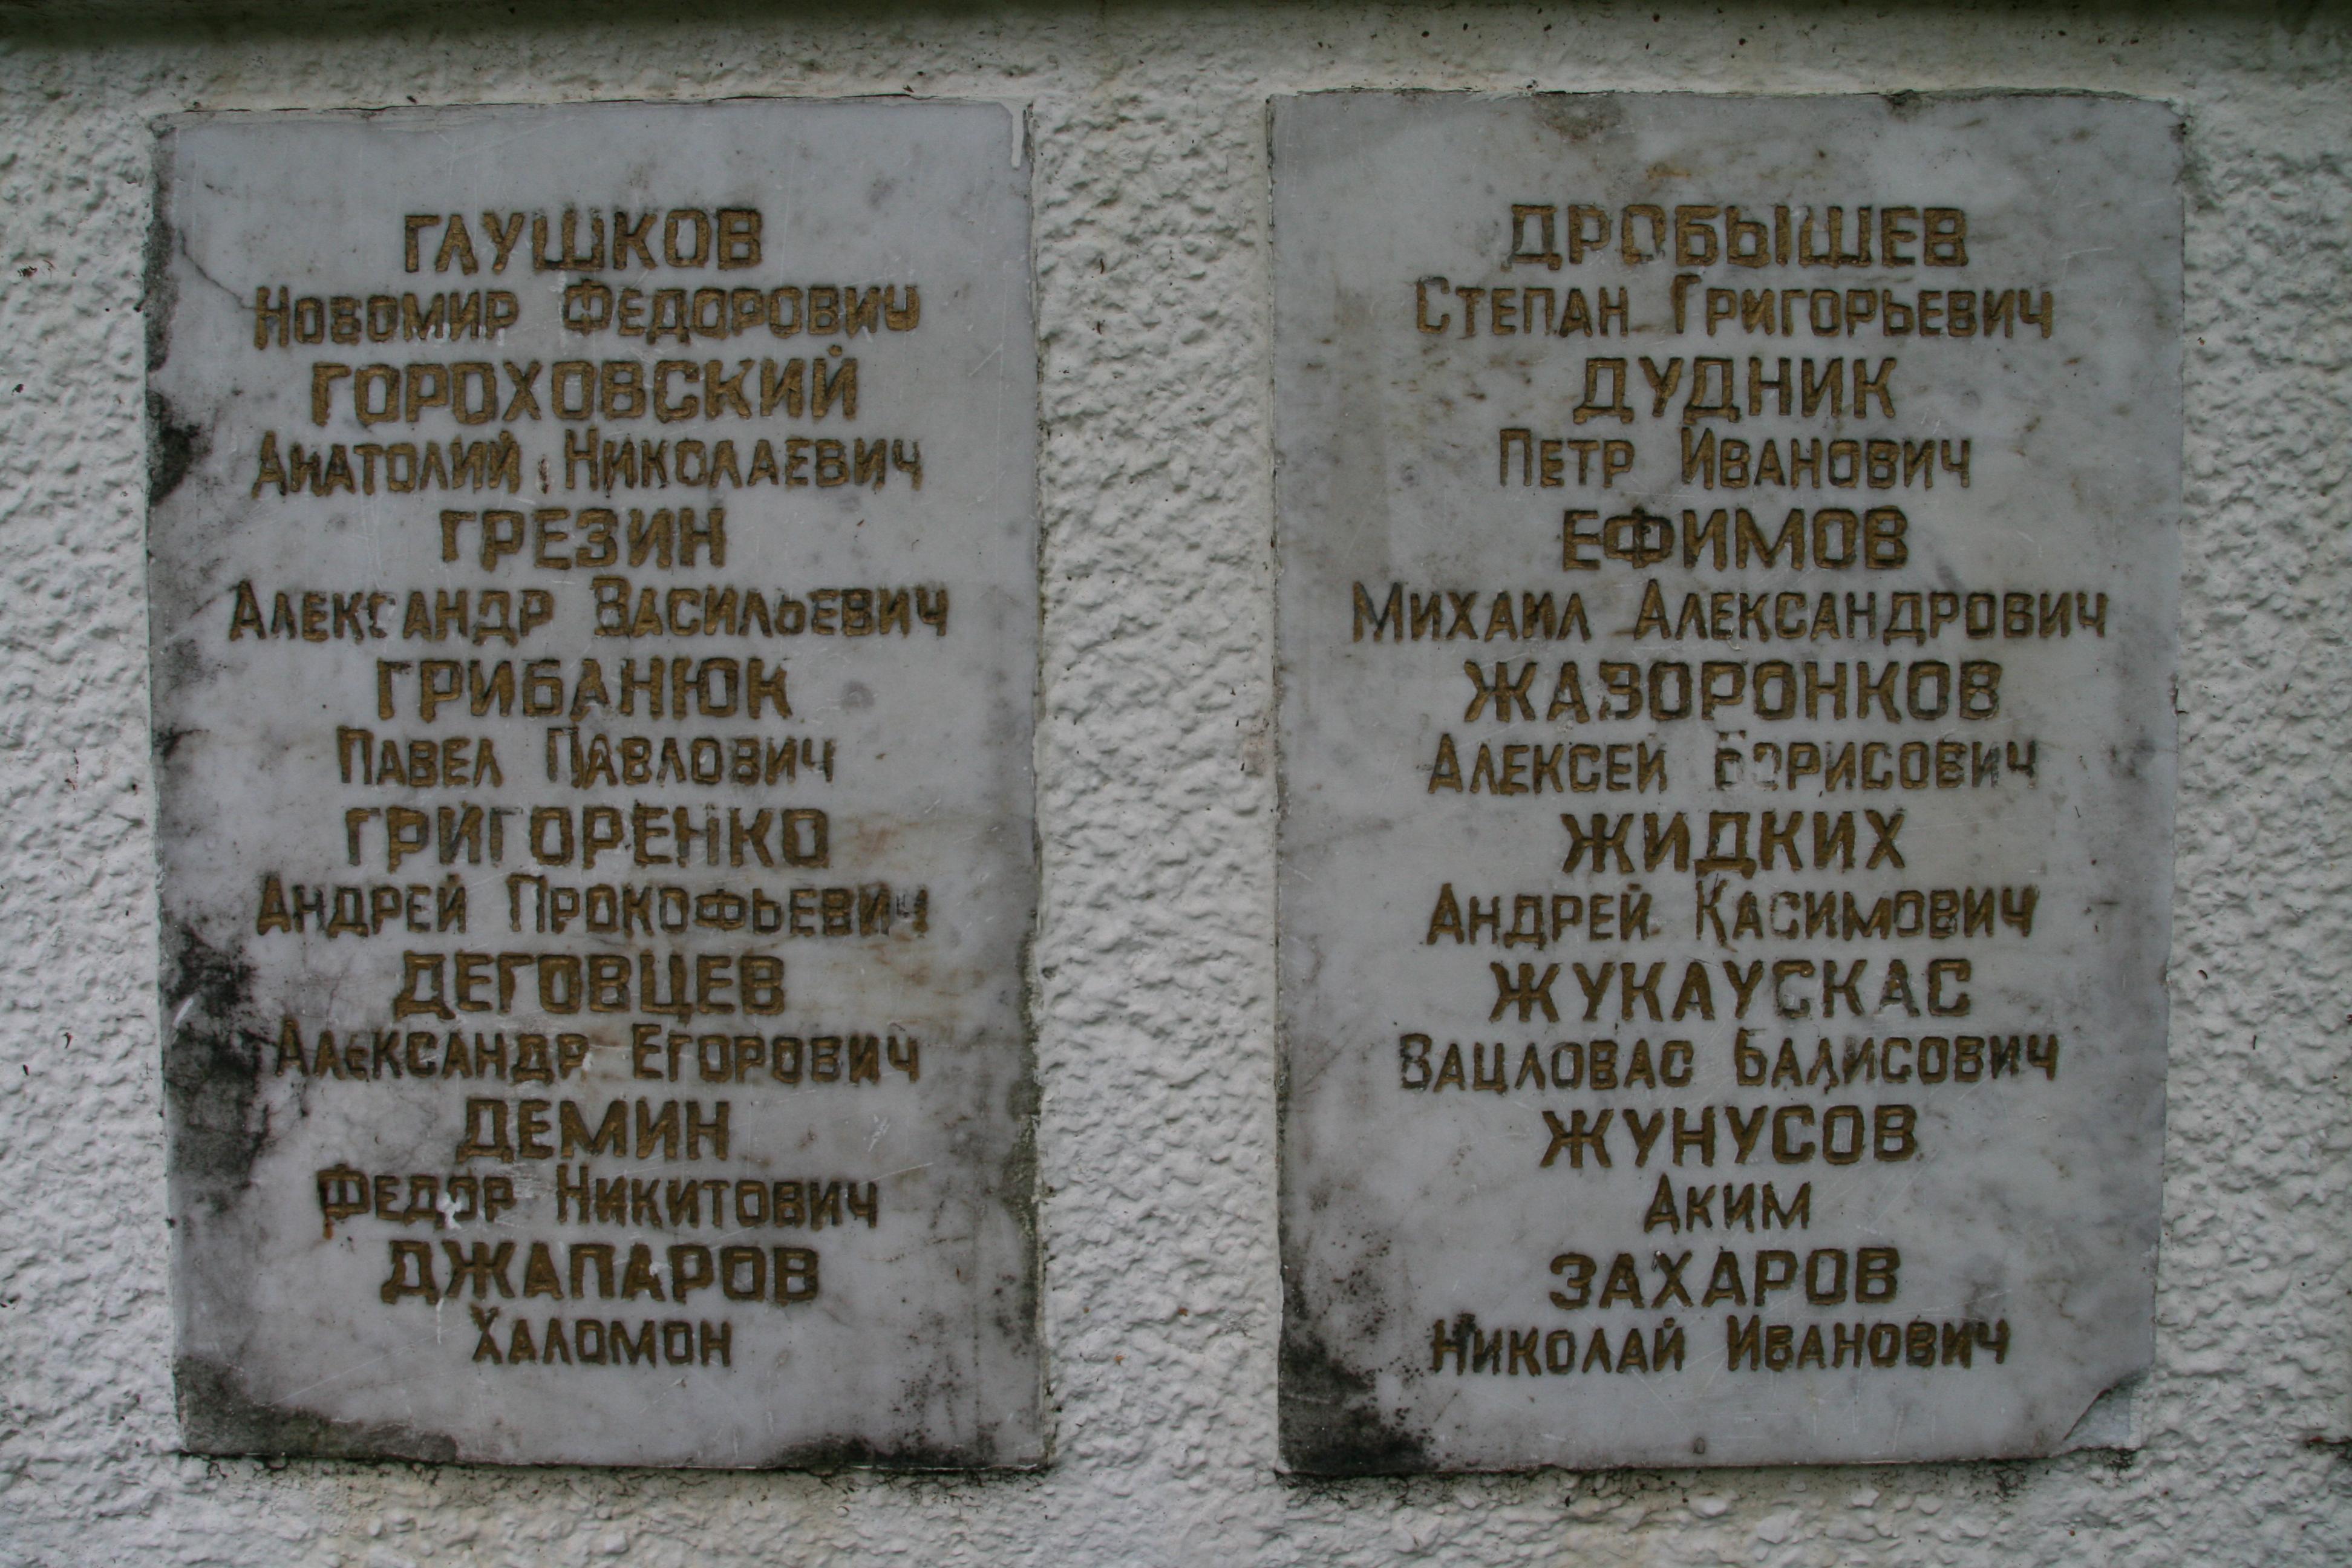 ГЛУШКОВ
НОВОМИР ФЕДОРОВИЧ
ГОРОХОВСКИЙ
АНАТОЛИЙ НИКОЛАЕВИЧ
ГРЕЗИН
АЛЕКСАНДР ВАСИЛЬЕВИЧ
ГРИБАНЮК
ПАВЕЛ ПАВЛОВИЧ
ГРИГОРЕНКО
АНДРЕЙ ПРОКОФЬЕВИЧ
ДЕГОВЦЕВ
АЛЕКСАНДР ЕГОРОВИЧ
ДЕМИН
ФЕДОР НИКИТОВИЧ
ДЖАПАРОВ
ХАЛОМОН
ДРОБЫШЕВ
СТЕПАН ГРИГОРЬЕВИЧ
ДУДНИК
ПЕТР ИВАНОВИЧ
ЕФИМОВ
МИХАИЛ АЛЕКСАНДРОВИЧ
ЖАВОРОНКОВ
АЛЕКСЕЙ БОРИСОВИЧ
ЖИДКИХ
АНДРЕЙ КАСИМОВИЧ
ЖУКАУСКАС
ВАЦЛОВАС БАЛИСОВИЧ
ЖУНУСОВ
АКИМ
ЗАХАРОВ
НИКОЛАЙ ИВАНОВИЧ